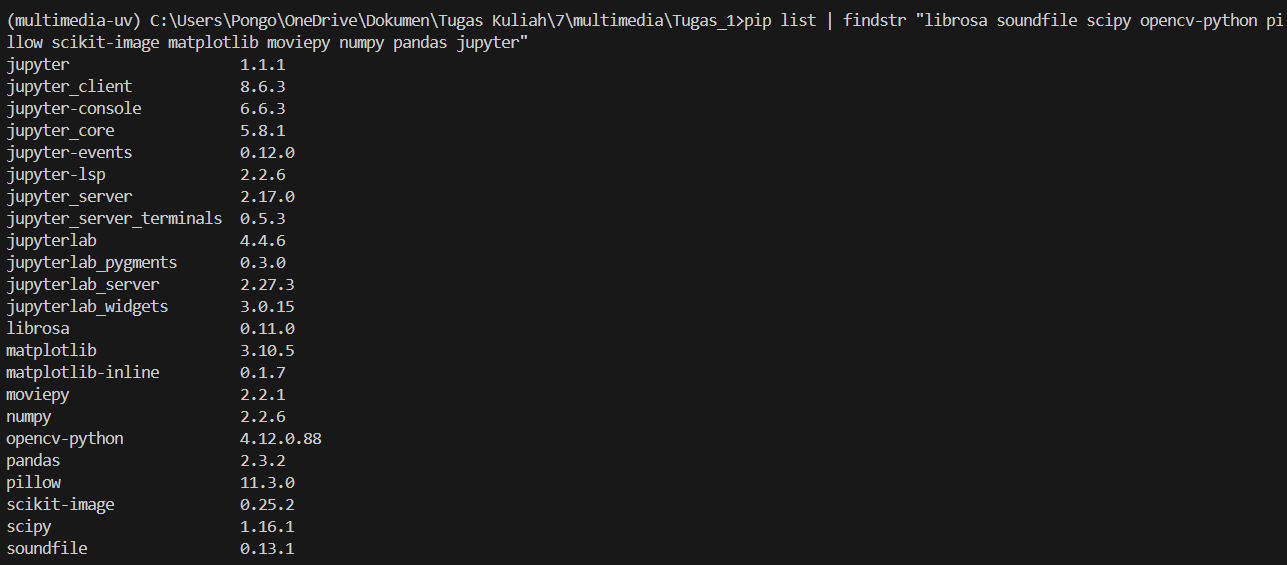 (multimedia-uv) C:\Users\Pongo\OneDrive\Dokumen\Tugas Kuliah\7\multimedia\Tugas_1>pip list | findstr "librosa soundfile scipy opencv-python pi
llow scikit-image matplotlib moviepy numpy pandas jupyter"
jupyter 1.1.1
jupyter_client 8.6.3
jupyter-console 6.6.3
jupyter_core 5.8.1
jupyter-events 0.12.0
jupyter-lsp 2.2.6
jupyter_server 2.17.0
jupyter_server_terminals 0.5.3
jupyterlab 4.4.6
jupyterlab_pygments 0.3.0
jupyterlab_server 2.27.3
jupyterlab_widgets 3.0.15
librosa 0.11.0
matplotlib 3.10.5
matplotlib-inline 0.1.7
moviepy 2.2.1
numpy 2.2.6
opencv-python 4.12.0.88
pandas 2.3.2
pillow 11.3.0
scikit-image 0.25.2
scipy 1.16.1
soundfile 0.13.1